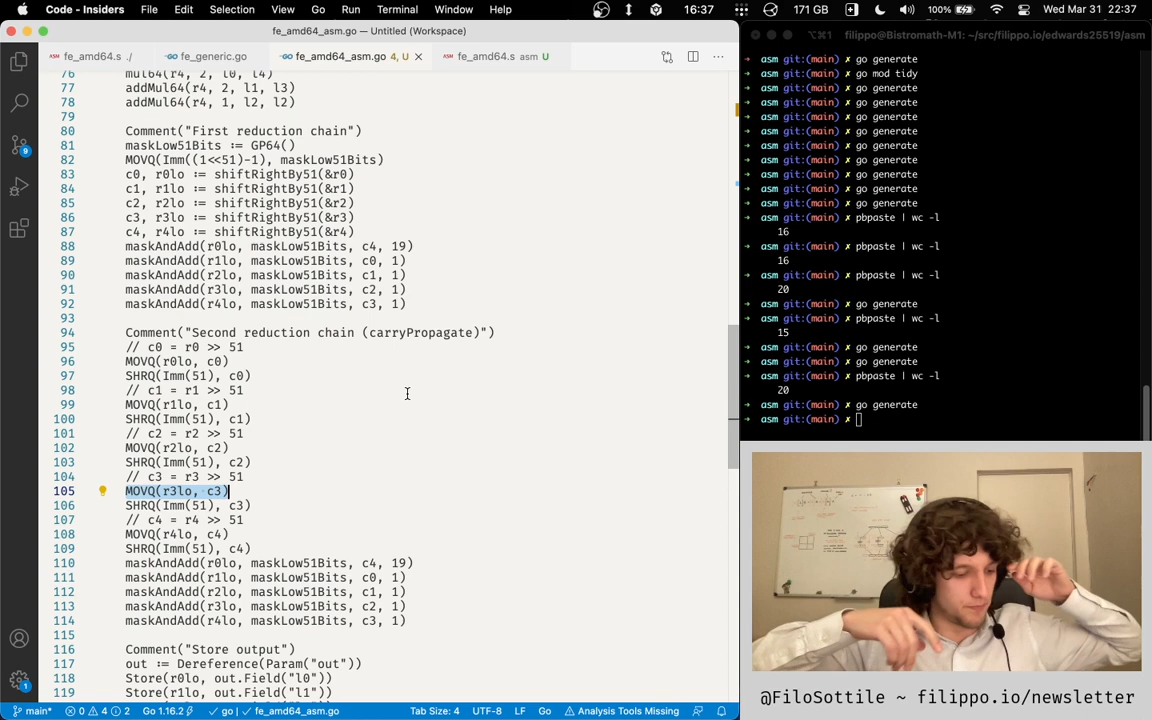 Code - Insiders File Edit Selection View Go Run Terminal Window Help 16:37 171 GB 100% Wed Mar 31 22:37
fe_amd64_asm.go — Untitled (Workspace)
⌥⌘1 filippo@Bistromath-M1:~/src/filippo.io/edwards25519/asm
ASM fe_amd64.s ./ fe_generic.go fe_amd64_asm.go 4, U ASM fe_amd64.s asm U
76 mul64(r4, 2, l0, l4)
77 addMul64(r4, 2, l1, l3)
78 addMul64(r4, 1, l2, l2)
79
80 Comment("First reduction chain")
81 maskLow51Bits := GP64()
82 MOVQ(Imm((1<<51)-1), maskLow51Bits)
83 c0, r0lo := shiftRightBy51(&r0)
84 c1, r1lo := shiftRightBy51(&r1)
85 c2, r2lo := shiftRightBy51(&r2)
86 c3, r3lo := shiftRightBy51(&r3)
87 c4, r4lo := shiftRightBy51(&r4)
88 maskAndAdd(r0lo, maskLow51Bits, c4, 19)
89 maskAndAdd(r1lo, maskLow51Bits, c0, 1)
90 maskAndAdd(r2lo, maskLow51Bits, c1, 1)
91 maskAndAdd(r3lo, maskLow51Bits, c2, 1)
92 maskAndAdd(r4lo, maskLow51Bits, c3, 1)
93
94 Comment("Second reduction chain (carryPropagate)")
95 // c0 = r0 >> 51
96 MOVQ(r0lo, c0)
97 SHRQ(Imm(51), c0)
98 // c1 = r1 >> 51
99 MOVQ(r1lo, c1)
100 SHRQ(Imm(51), c1)
101 // c2 = r2 >> 51
102 MOVQ(r2lo, c2)
103 SHRQ(Imm(51), c2)
104 // c3 = r3 >> 51
105 MOVQ(r3lo, c3)
106 SHRQ(Imm(51), c3)
107 // c4 = r4 >> 51
108 MOVQ(r4lo, c4)
109 SHRQ(Imm(51), c4)
110 maskAndAdd(r0lo, maskLow51Bits, c4, 19)
111 maskAndAdd(r1lo, maskLow51Bits, c0, 1)
112 maskAndAdd(r2lo, maskLow51Bits, c1, 1)
113 maskAndAdd(r3lo, maskLow51Bits, c2, 1)
114 maskAndAdd(r4lo, maskLow51Bits, c3, 1)
115
116 Comment("Store output")
117 out := Dereference(Param("out"))
118 Store(r0lo, out.Field("l0"))
119 Store(r1lo, out.Field("l1"))
9
1
main* 0 4 2 Go 1.16.2 go | fe_amd64_asm.go Tab Size: 4 UTF-8 LF Go Analysis Tools Missing
→ asm git:(main) ✗ go generate
→ asm git:(main) ✗ go mod tidy
→ asm git:(main) ✗ go generate
→ asm git:(main) ✗ go generate
→ asm git:(main) ✗ go generate
→ asm git:(main) ✗ go generate
→ asm git:(main) ✗ go generate
→ asm git:(main) ✗ go generate
→ asm git:(main) ✗ go generate
→ asm git:(main) ✗ go generate
→ asm git:(main) ✗ go generate
→ asm git:(main) ✗ pbpaste | wc -l
16
→ asm git:(main) ✗ pbpaste | wc -l
16
→ asm git:(main) ✗ pbpaste | wc -l
20
→ asm git:(main) ✗ go generate
→ asm git:(main) ✗ pbpaste | wc -l
15
→ asm git:(main) ✗ go generate
→ asm git:(main) ✗ go generate
→ asm git:(main) ✗ pbpaste | wc -l
20
→ asm git:(main) ✗ go generate
→ asm git:(main) ✗
@FiloSottile ~ filippo.io/newsletter